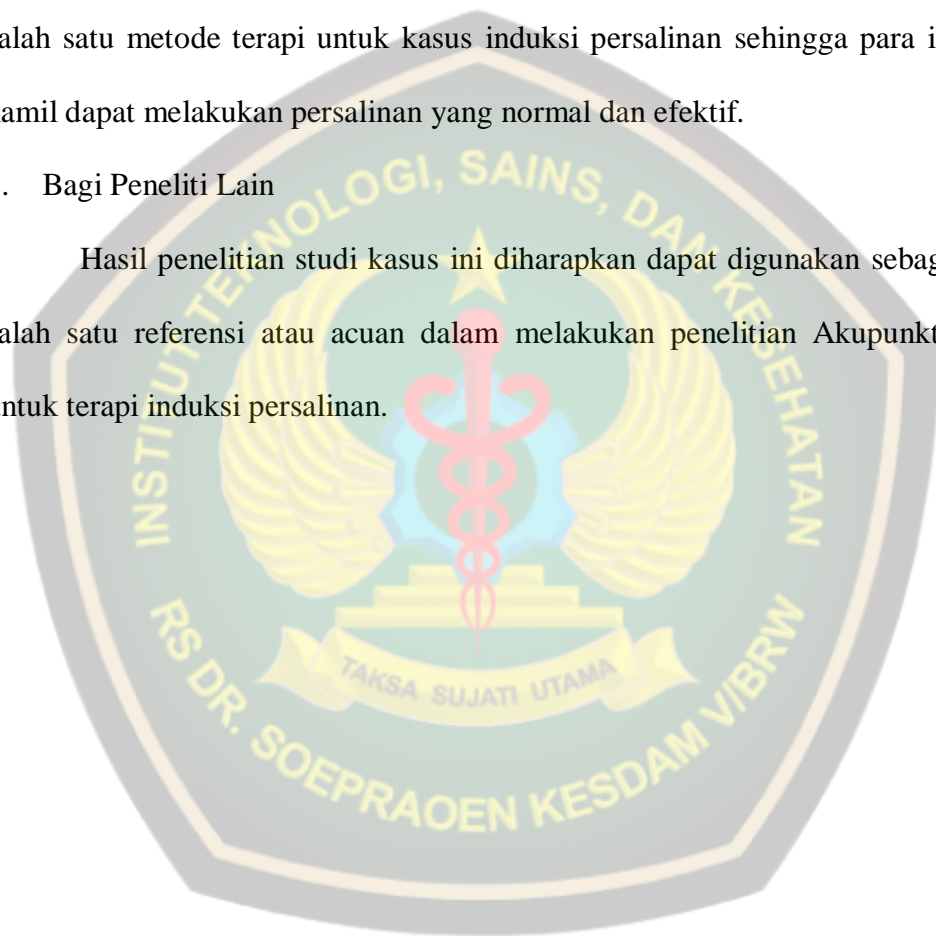 alah satu metode terapi untuk kasus induksi persalinan sehingga para i
amil dapat melakukan persalinan yang normal dan efektif.
. Bagi Peneliti Lain
Hasil penelitian studi kasus ini diharapkan dapat digunakan sebag
alah satu referensi atau acuan dalam melakukan penelitian Akupunkt
ntuk terapi induksi persalinan.
INSTITUT TEKNOLOGI, SAINS, DAN KESEHATAN
RS DR. SOEPRAOEN KESDAM V/BRW
TAKSA SUJATI UTAMA